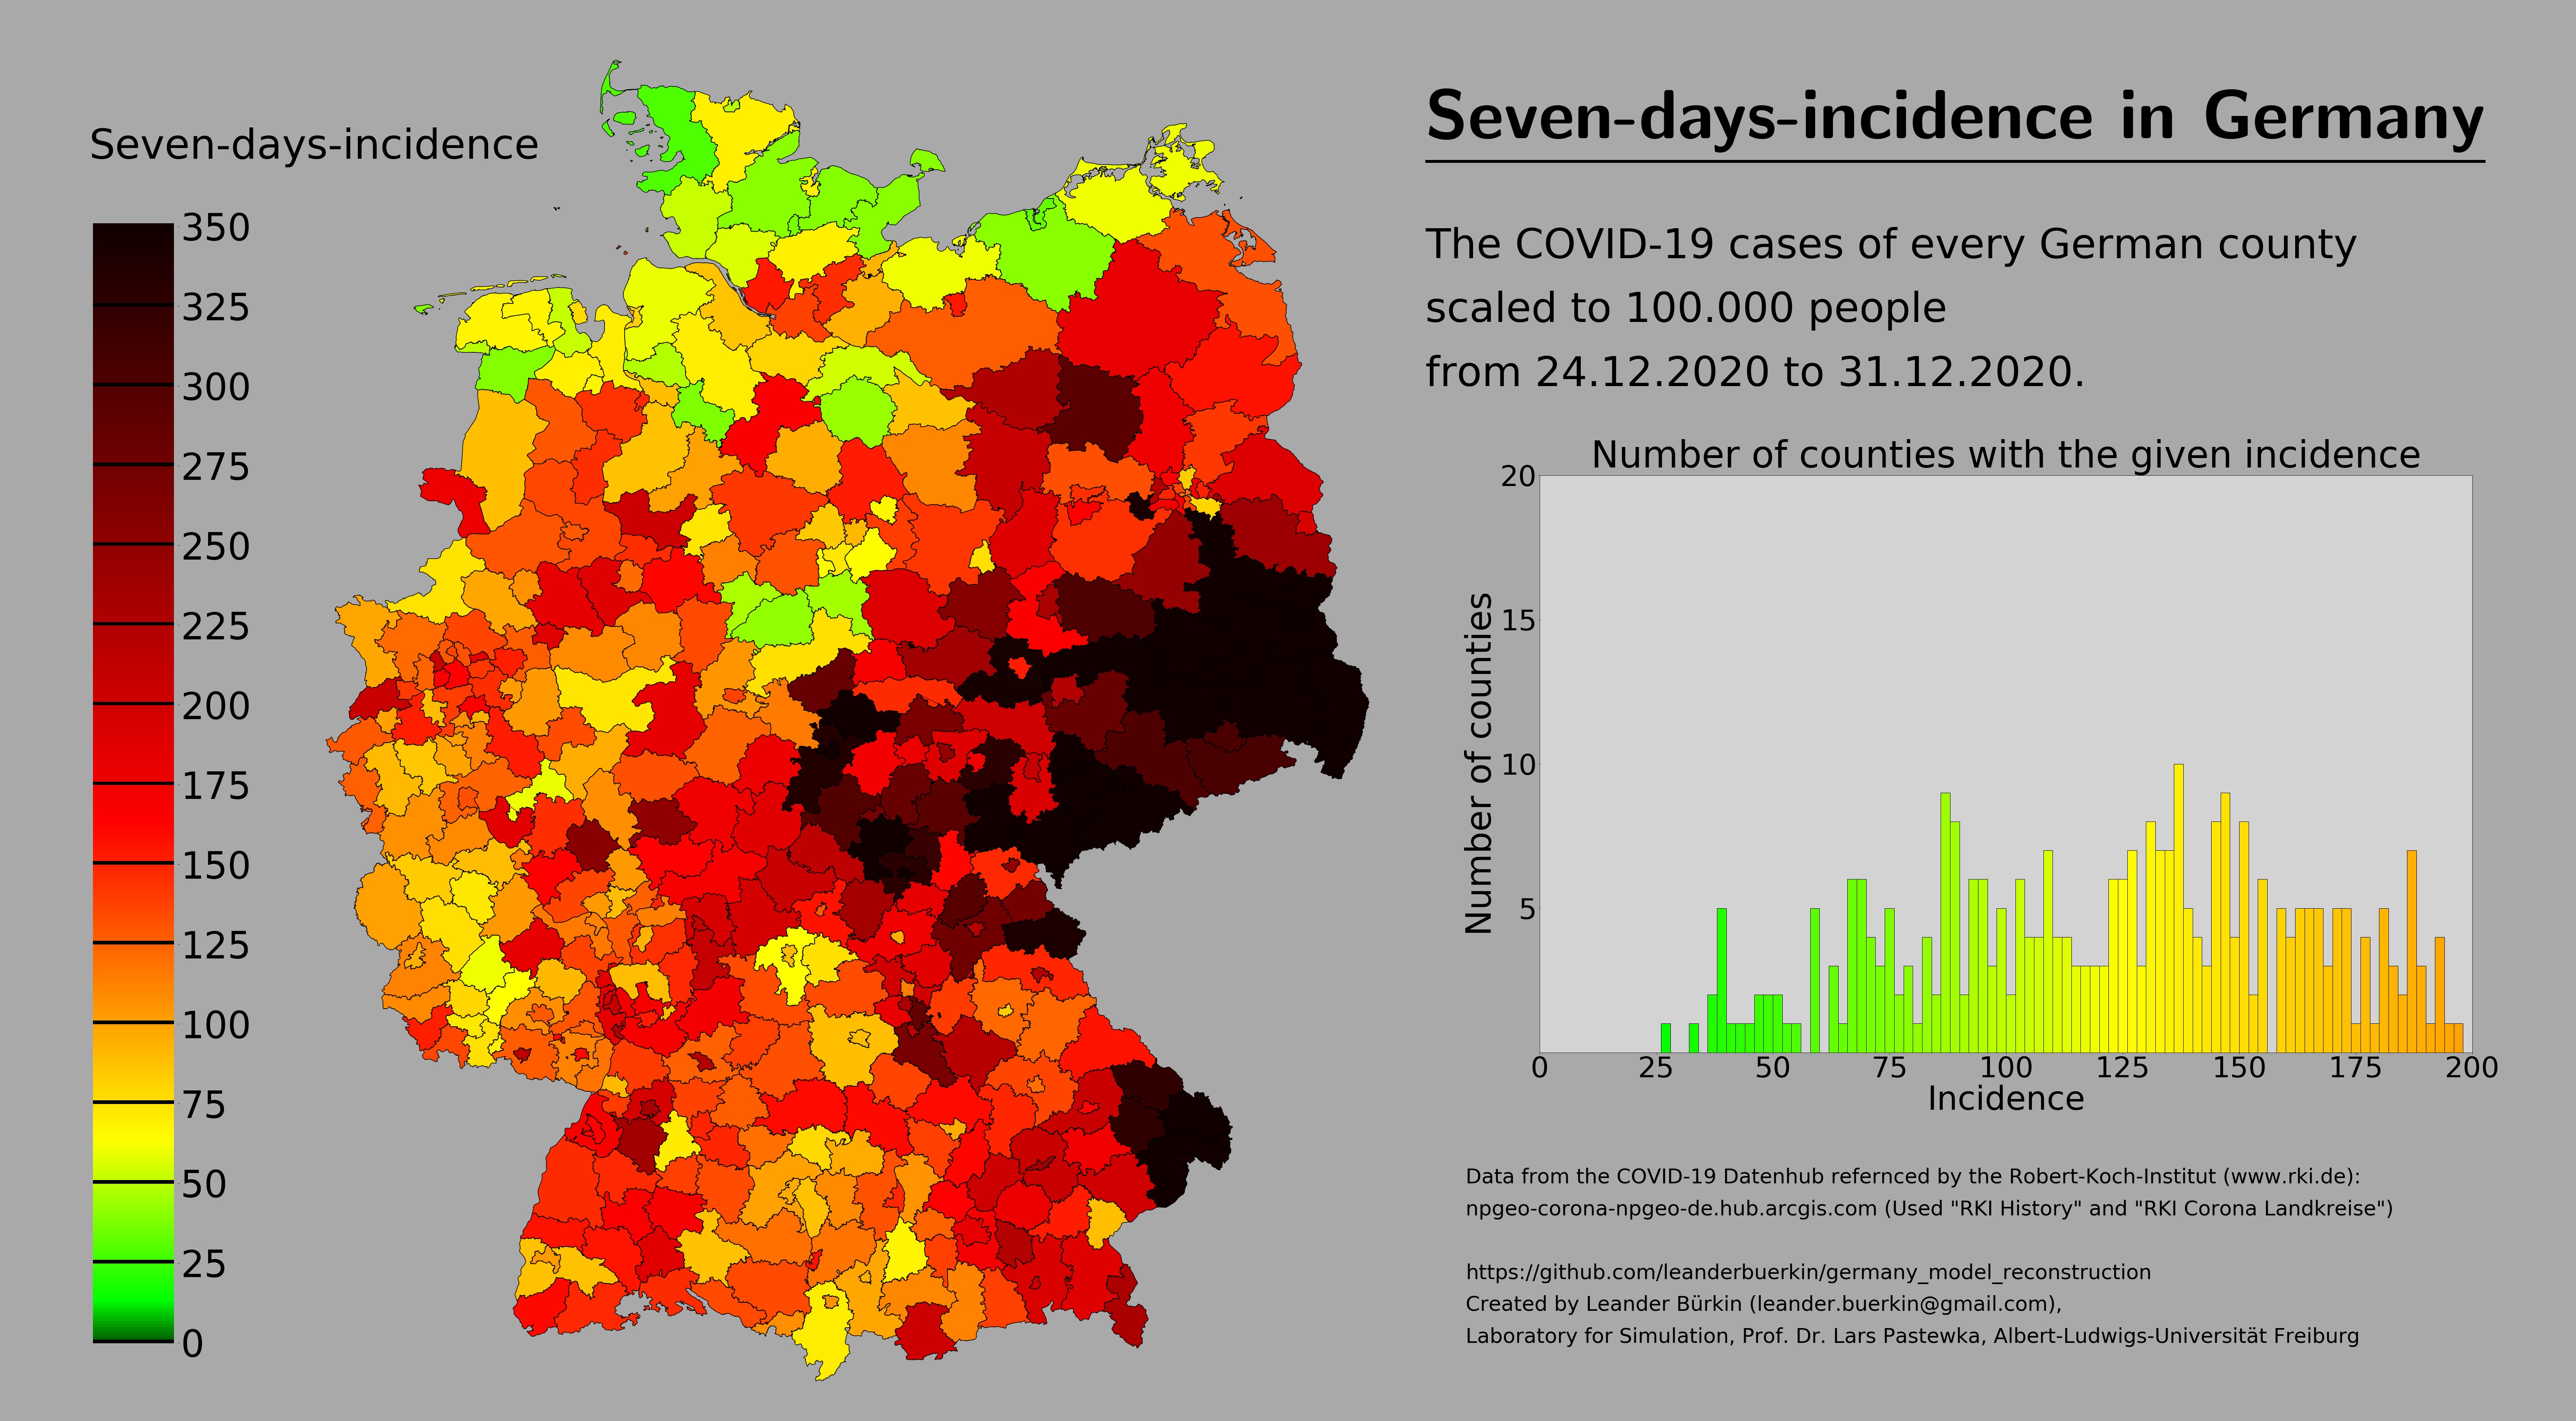 Seven-days-incidence
350
325
300
275
250
225
200
175
150
125
100
75
50
25
0
Seven-days-incidence in Germany
The COVID-19 cases of every German county
scaled to 100.000 people
from 24.12.2020 to 31.12.2020.
Number of counties with the given incidence
Number of counties
20
15
10
5
0 25 50 75 100 125 150 175 200
Incidence
Data from the COVID-19 Datenhub refernced by the Robert-Koch-Institut (www.rki.de):
npgeo-corona-npgeo-de.hub.arcgis.com (Used "RKI History" and "RKI Corona Landkreise")
https://github.com/leanderbuerkin/germany_model_reconstruction
Created by Leander Bürkin (leander.buerkin@gmail.com),
Laboratory for Simulation, Prof. Dr. Lars Pastewka, Albert-Ludwigs-Universität Freiburg